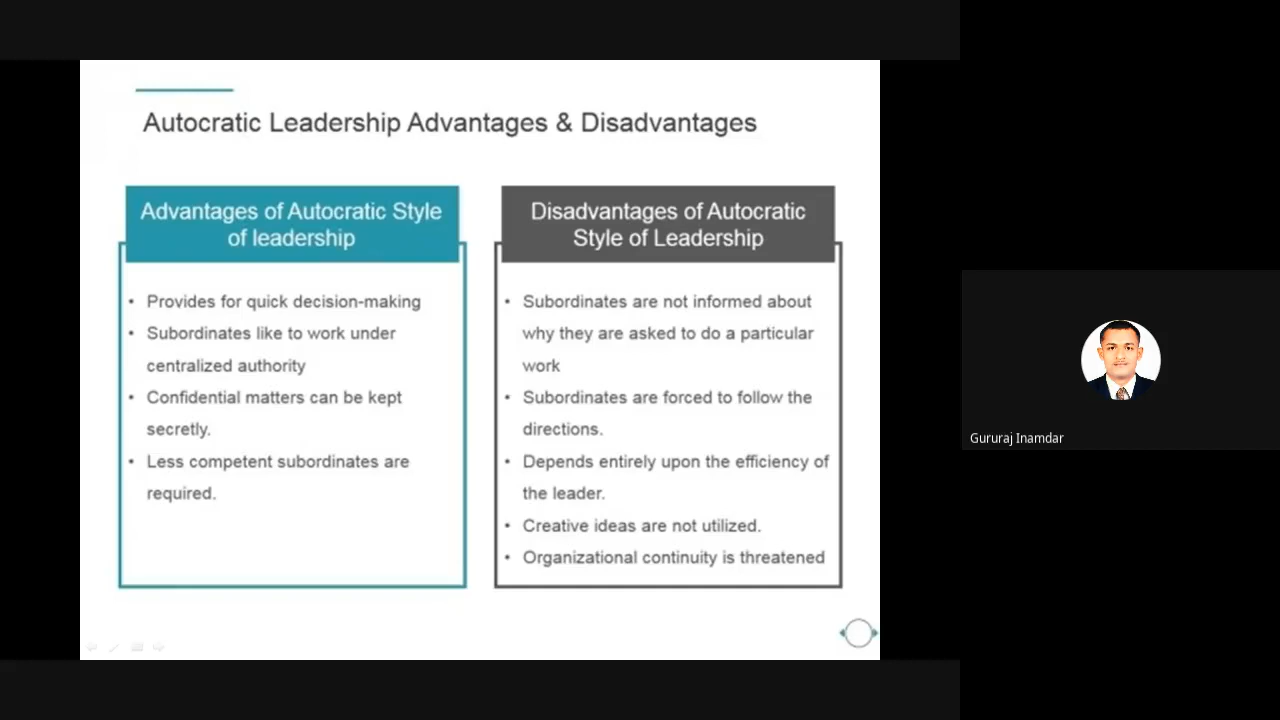 Autocratic Leadership Advantages & Disadvantages
Advantages of Autocratic Style
of leadership
• Provides for quick decision-making
• Subordinates like to work under
centralized authority
• Confidential matters can be kept
secretly.
• Less competent subordinates are
required.
Disadvantages of Autocratic
Style of Leadership
• Subordinates are not informed about
why they are asked to do a particular
work
• Subordinates are forced to follow the
directions.
• Depends entirely upon the efficiency of
the leader.
• Creative ideas are not utilized.
• Organizational continuity is threatened
Gururaj Inamdar